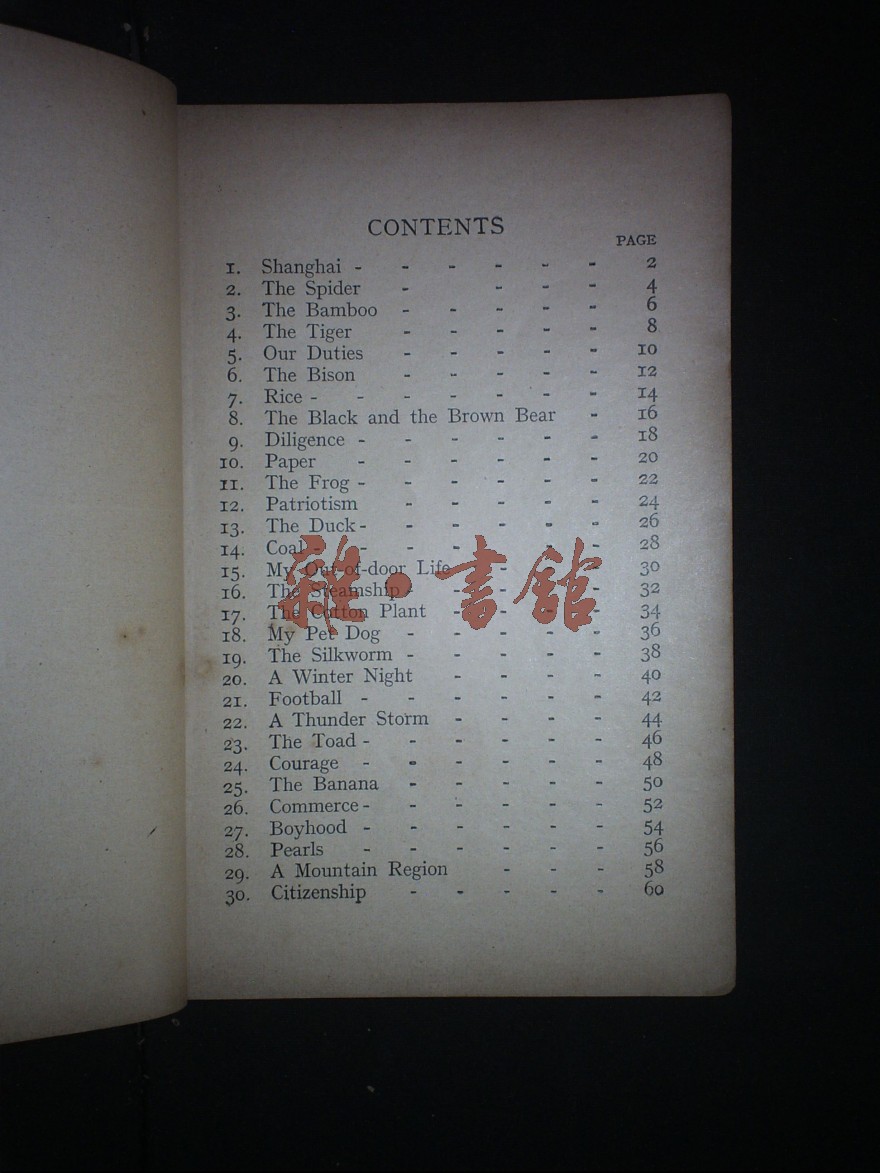 CONTENTS
PAGE
1. Shanghai - - - - - - 2
2. The Spider - - - - 4
3. The Bamboo - - - - - 6
4. The Tiger - - - - - 8
5. Our Duties - - - - - 10
6. The Bison - - - - - 12
7. Rice - - - - - - - 14
8. The Black and the Brown Bear - 16
9. Diligence - - - - - - 18
10. Paper - - - - - - 20
11. The Frog - - - - - - 22
12. Patriotism - - - - - 24
13. The Duck - - - - - - 26
14. Coal - - - - - - - 28
15. My Out-of-door Life - - - - 30
16. The Steamship - - - - - 32
17. The Cotton Plant - - - - 34
18. My Pet Dog - - - - - 36
19. The Silkworm - - - - - 38
20. A Winter Night - - - - 40
21. Football - - - - - - 42
22. A Thunder Storm - - - - 44
23. The Toad - - - - - - 46
24. Courage - - - - - - 48
25. The Banana - - - - - 50
26. Commerce - - - - - 52
27. Boyhood - - - - - - 54
28. Pearls - - - - - - 56
29. A Mountain Region - - - 58
30. Citizenship - - - - - 60
雜·書館